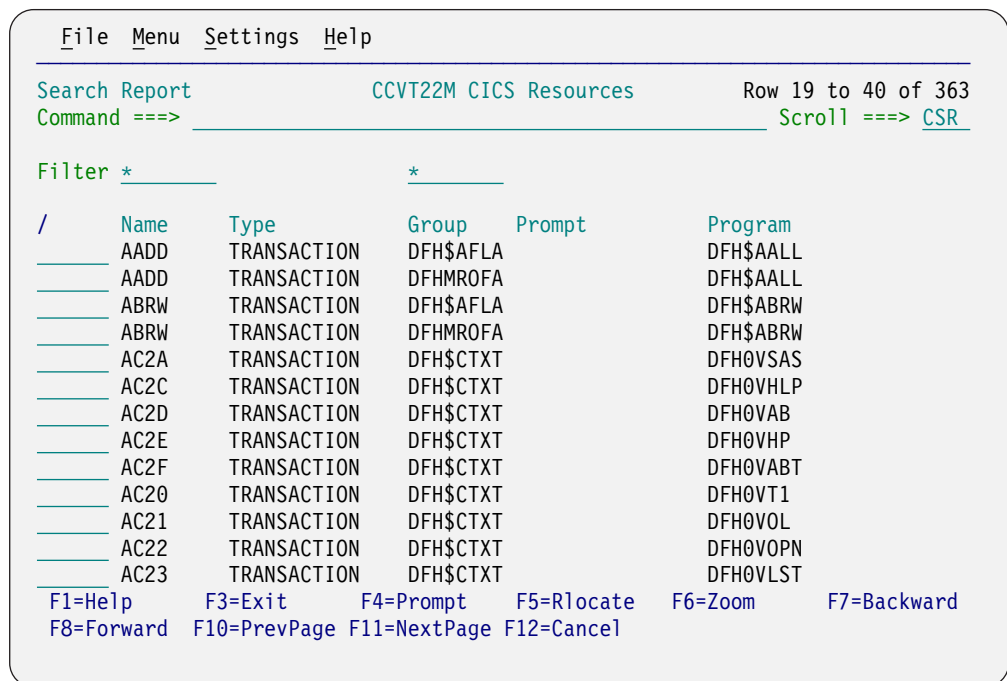 File Menu Settings Help
Search Report CCVT22M CICS Resources Row 19 to 40 of 363
Command ===> Scroll ===> CSR
Filter * *
/ Name Type Group Prompt Program
AADD TRANSACTION DFH$AFLA DFH$AALL
AADD TRANSACTION DFHMROFA DFH$AALL
ABRW TRANSACTION DFH$AFLA DFH$ABRW
ABRW TRANSACTION DFHMROFA DFH$ABRW
AC2A TRANSACTION DFH$CTXT DFH0VSAS
AC2C TRANSACTION DFH$CTXT DFH0VHLP
AC2D TRANSACTION DFH$CTXT DFH0VAB
AC2E TRANSACTION DFH$CTXT DFH0VHP
AC2F TRANSACTION DFH$CTXT DFH0VABT
AC20 TRANSACTION DFH$CTXT DFH0VT1
AC21 TRANSACTION DFH$CTXT DFH0VOL
AC22 TRANSACTION DFH$CTXT DFH0VOPN
AC23 TRANSACTION DFH$CTXT DFH0VLST
F1=Help F3=Exit F4=Prompt F5=Rlocate F6=Zoom F7=Backward
F8=Forward F10=PrevPage F11=NextPage F12=Cancel